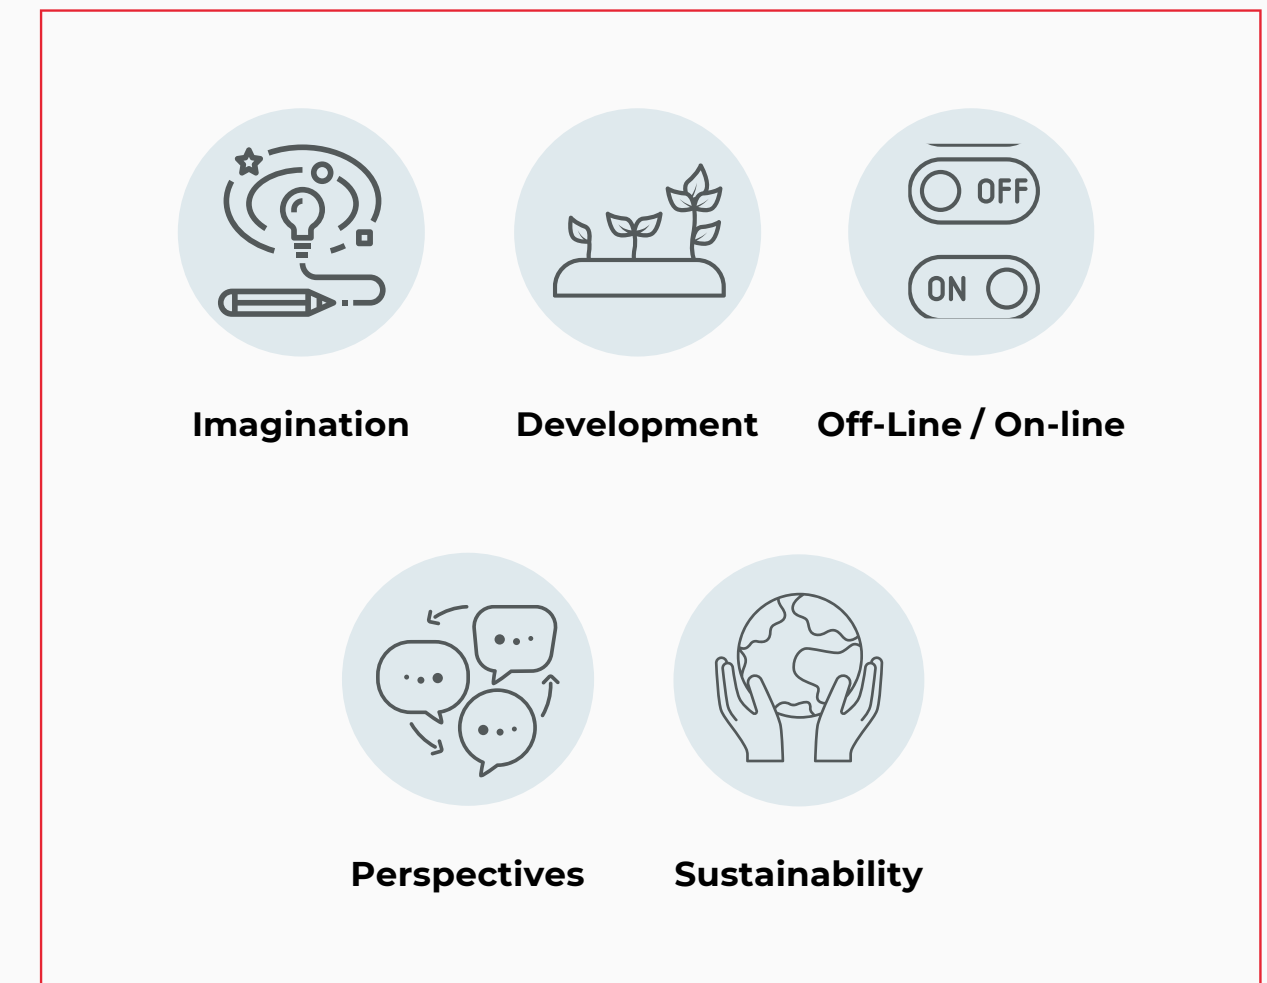 OFF
ON
Imagination
Development
Off-Line / On-line
Perspectives
Sustainability